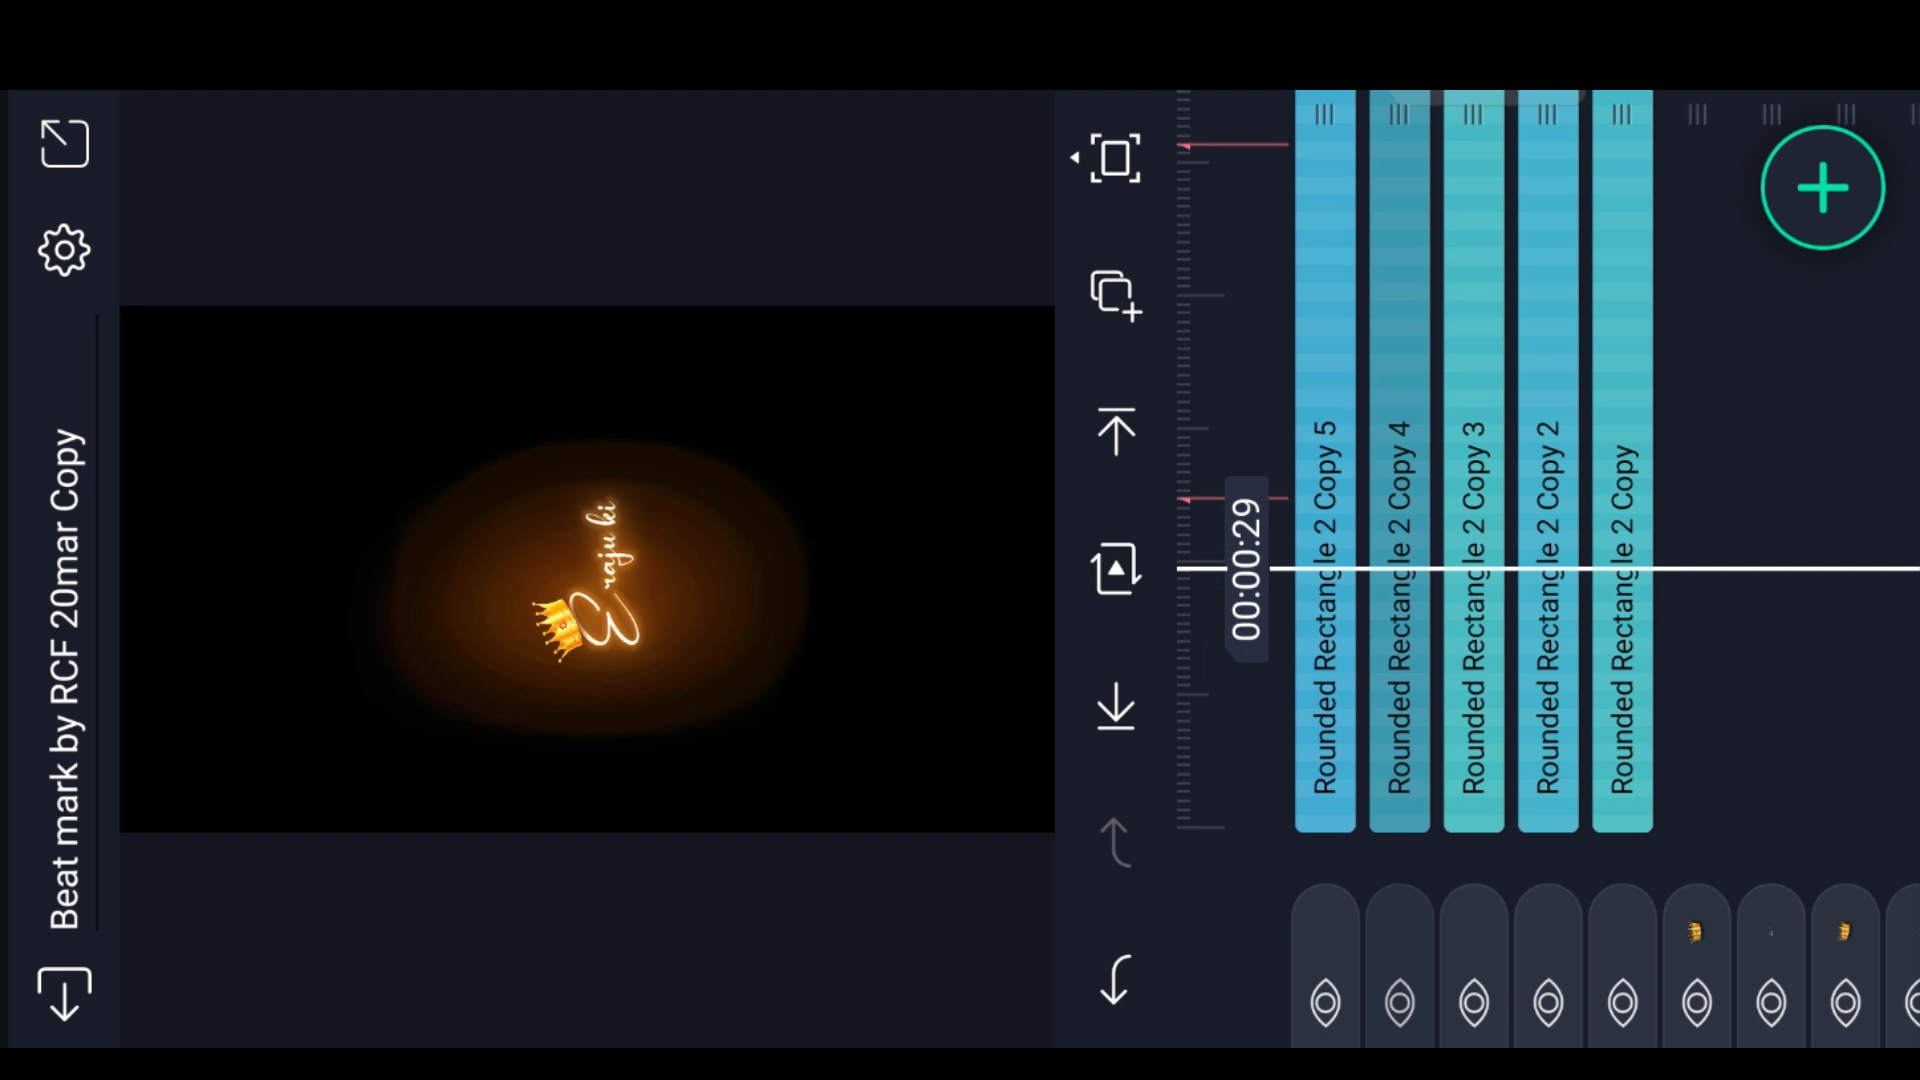 Beat mark by RCF 20mar Copy
Eraju ki
00:00:29
Rounded Rectangle 2 Copy 5
Rounded Rectangle 2 Copy 4
Rounded Rectangle 2 Copy 3
Rounded Rectangle 2 Copy 2
Rounded Rectangle 2 Copy